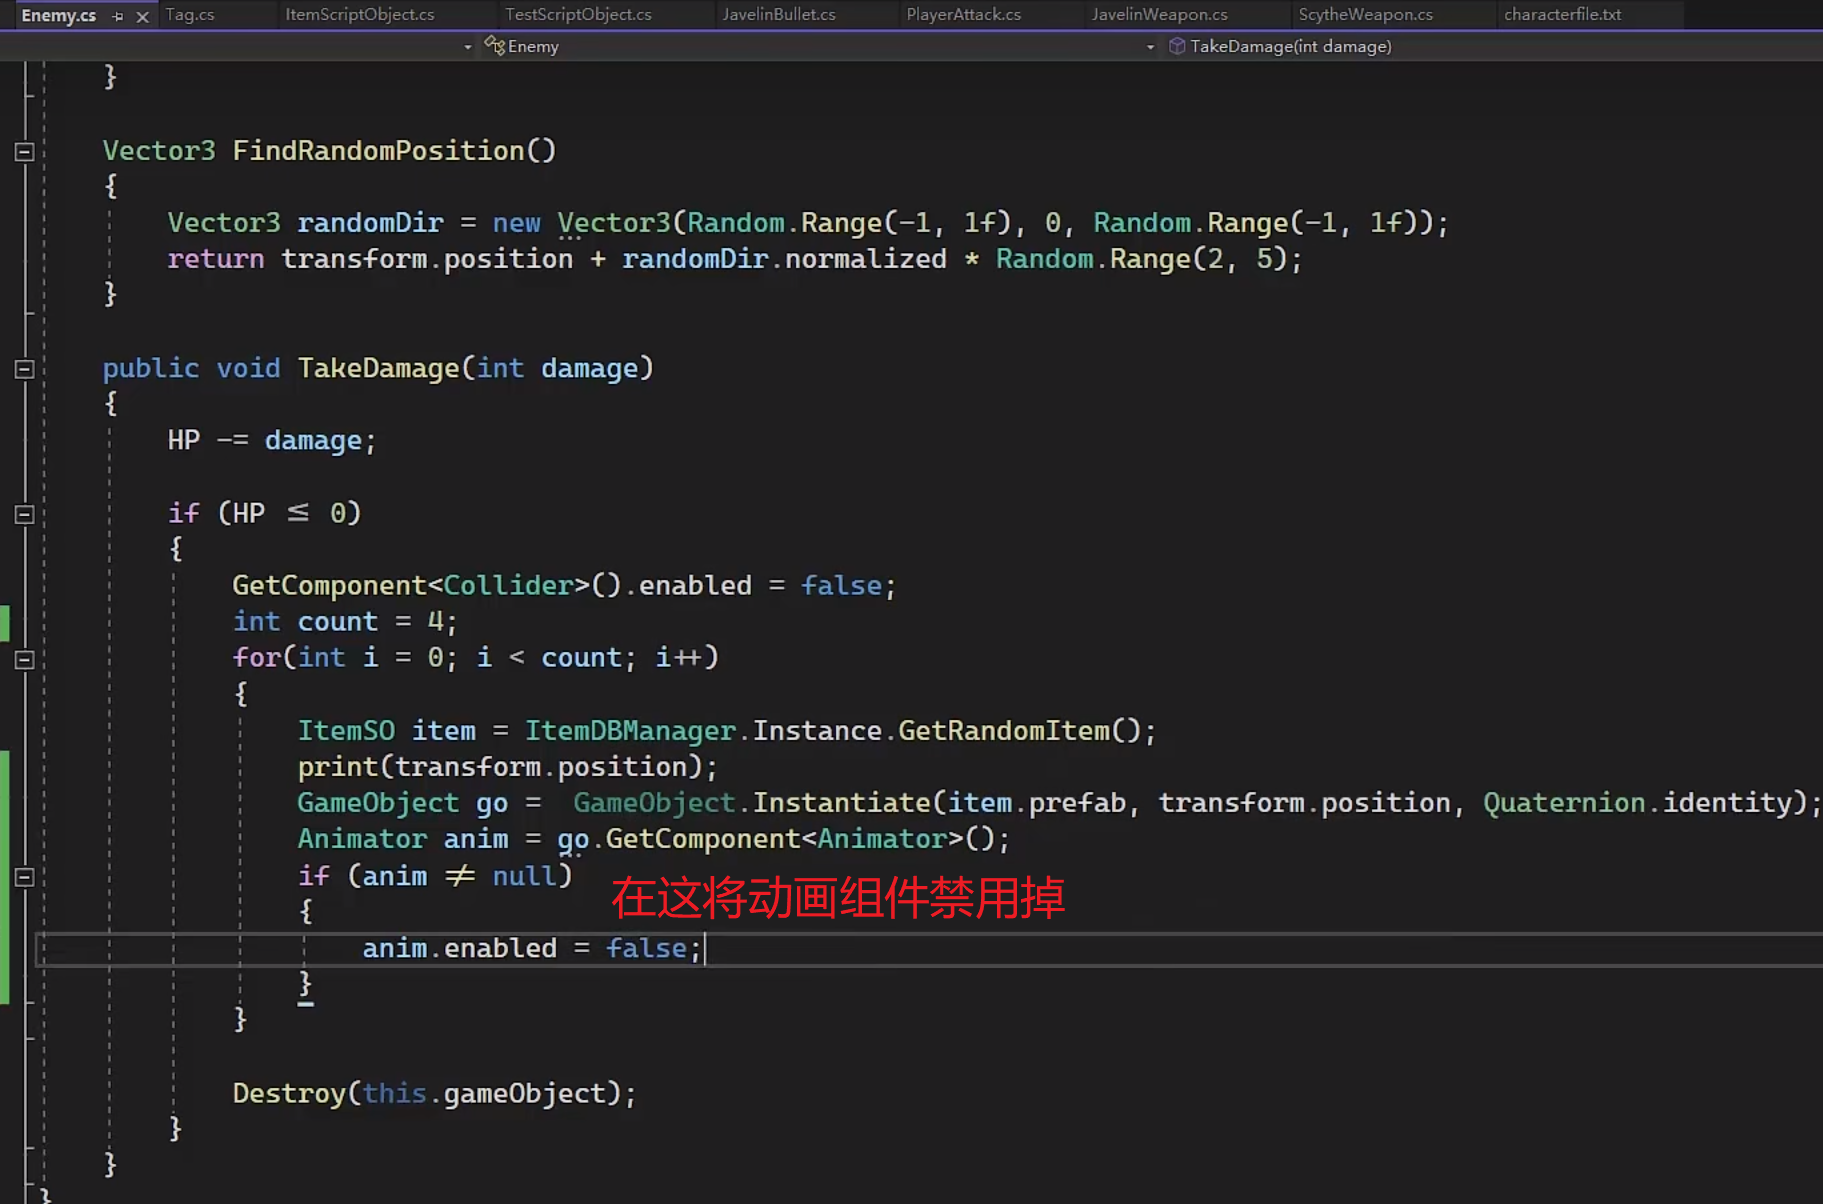 Enemy.cs Tag.cs ItemScriptObject.cs TestScriptObject.cs JavelinBullet.cs PlayerAttack.cs JavelinWeapon.cs ScytheWeapon.cs characterfile.txt
Enemy TakeDamage(int damage)
}
Vector3 FindRandomPosition()
{
Vector3 randomDir = new Vector3(Random.Range(-1, 1f), 0, Random.Range(-1, 1f));
return transform.position + randomDir.normalized * Random.Range(2, 5);
}
public void TakeDamage(int damage)
{
HP -= damage;
if (HP ≤ 0)
{
GetComponent<Collider>().enabled = false;
int count = 4;
for(int i = 0; i < count; i++)
{
ItemSO item = ItemDBManager.Instance.GetRandomItem();
print(transform.position);
GameObject go = GameObject.Instantiate(item.prefab, transform.position, Quaternion.identity);
Animator anim = go.GetComponent<Animator>();
if (anim ≠ null)
在这将动画组件禁用掉
{
anim.enabled = false;
}
}
Destroy(this.gameObject);
}
}
}